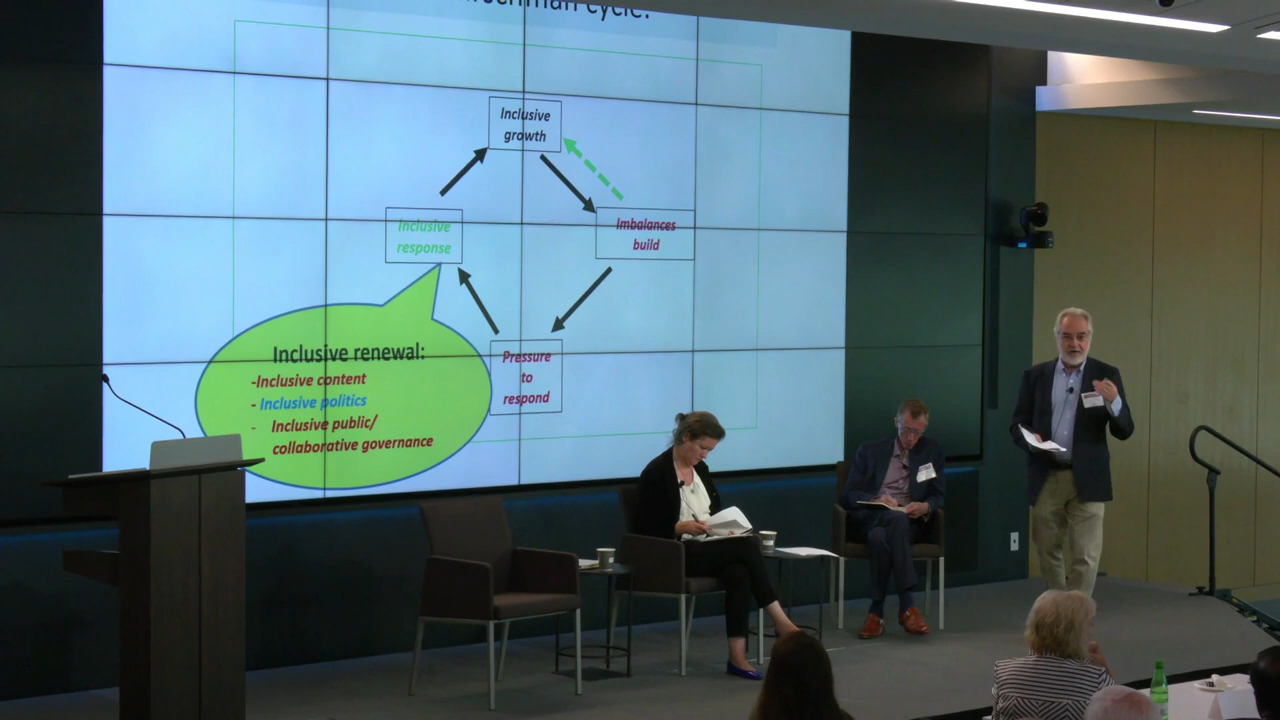 cycle?
Inclusive
growth
Inclusive
response
Imbalances
build
Pressure
to
respond
Inclusive renewal:
-Inclusive content
- Inclusive politics
- Inclusive public/
collaborative governance